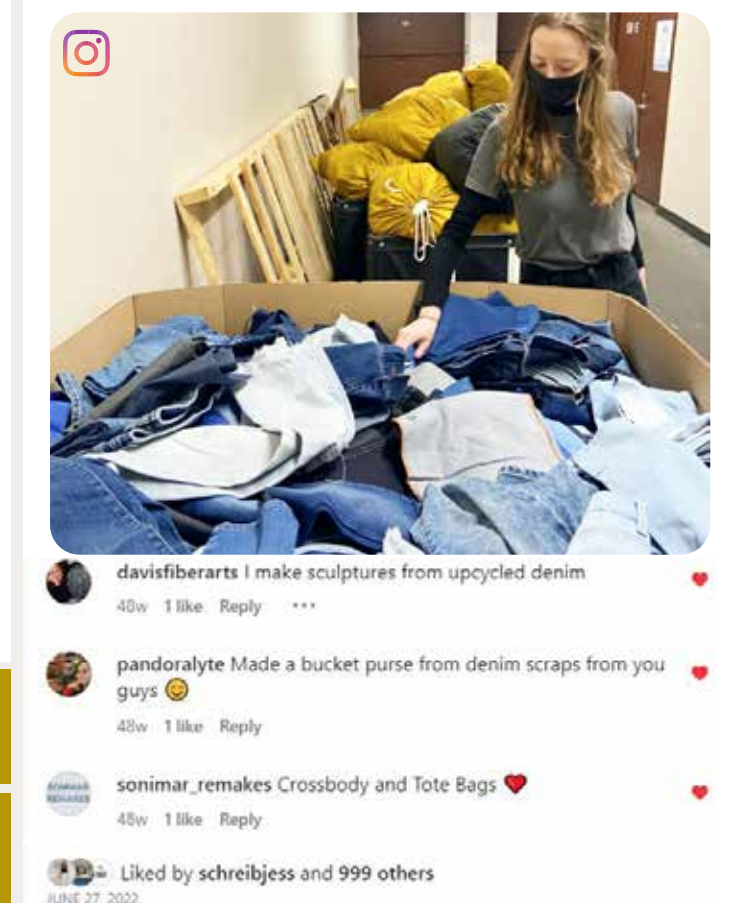 davisfiberarts I make sculptures from upcycled denim
48w 1 like Reply ...
pandoralyte Made a bucket purse from denim scraps from you
guys 😊
48w 1 like Reply
sonimar_remakes Crossbody and Tote Bags ❤️
48w 1 like Reply
Liked by schreibjess and 999 others
JUNE 27, 2022